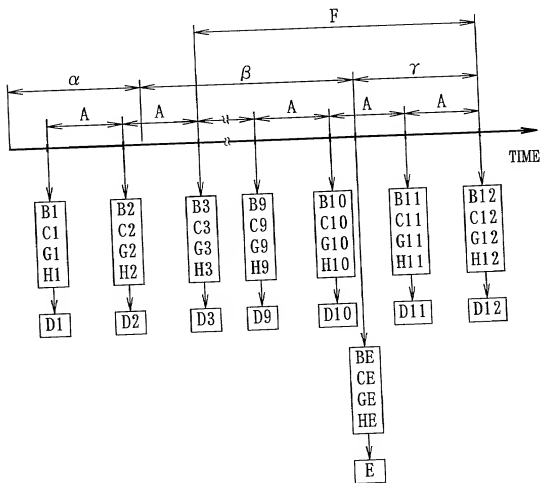 F
α β γ
A A A A A
TIME
B1 B2 B3 B9 B10 B11 B12
C1 C2 C3 C9 C10 C11 C12
G1 G2 G3 G9 G10 G11 G12
H1 H2 H3 H9 H10 H11 H12
D1 D2 D3 D9 D10 D11 D12
BE
CE
GE
HE
E